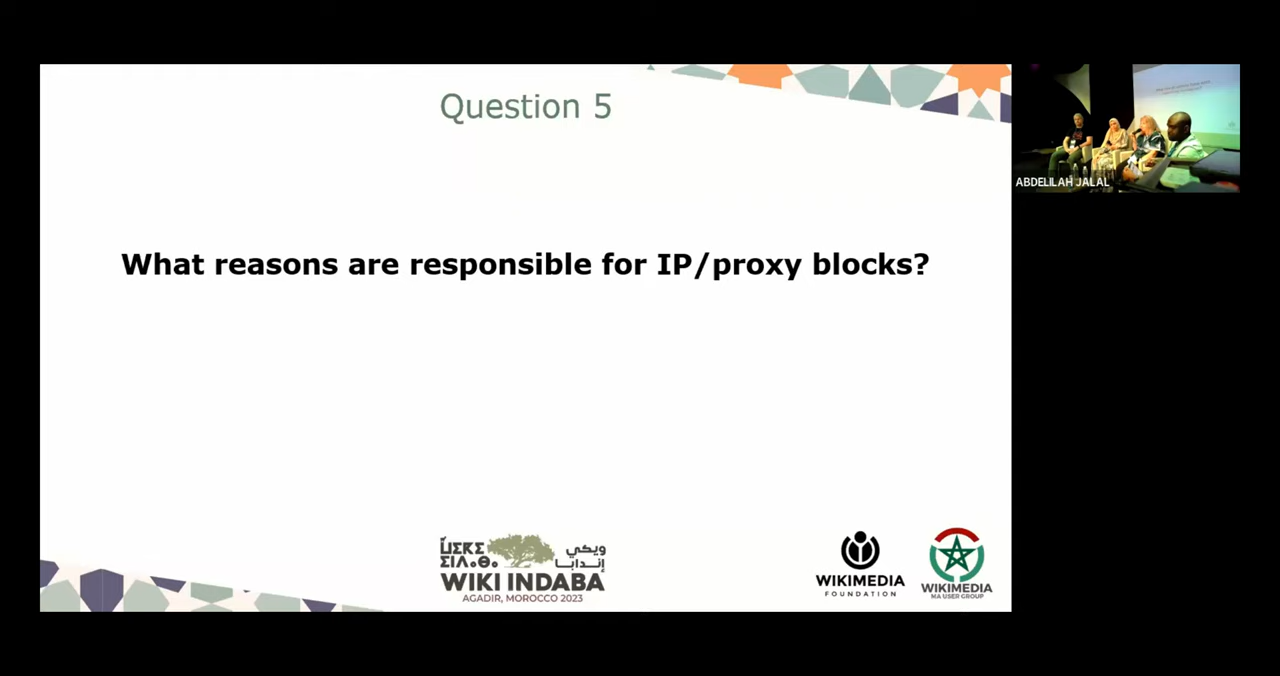 Question 5
What reasons are responsible for IP/proxy blocks?
ABDELILAH JALAL
ⵡⵉⴽⵉ
ⵉⵏⴷⴰⴱⴰ
ويكي
إندابا
WIKI INDABA
AGADIR, MOROCCO 2023
WIKIMEDIA
FOUNDATION
WIKIMEDIA
MA USER GROUP